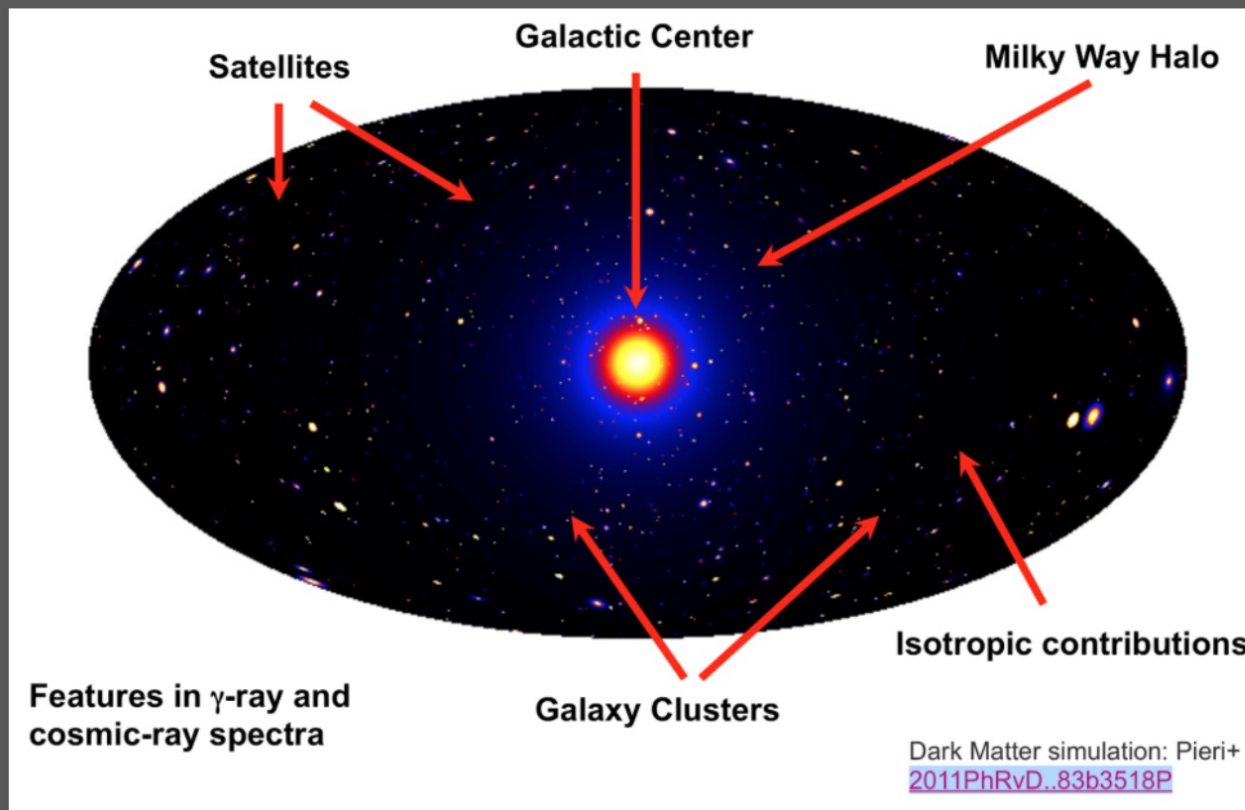 Galactic Center
Satellites
Milky Way Halo
Isotropic contributions
Features in γ-ray and
cosmic-ray spectra
Galaxy Clusters
Dark Matter simulation: Pieri+
2011PhRvD..83b3518P